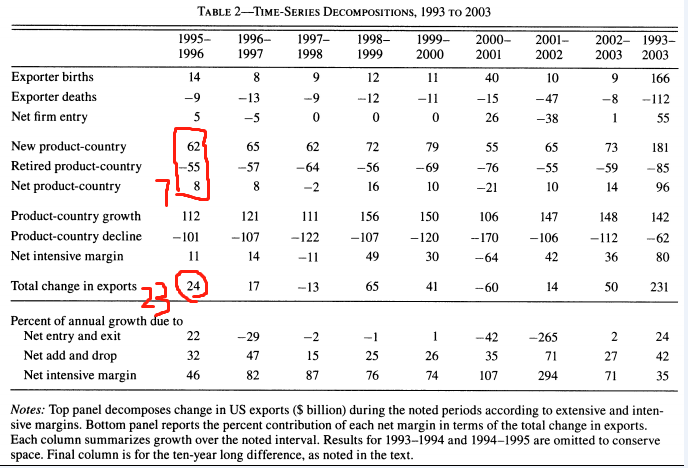 TABLE 2—TIME-SERIES DECOMPOSITIONS, 1993 TO 2003
1995– 1996– 1997– 1998– 1999– 2000– 2001– 2002– 1993–
1996 1997 1998 1999 2000 2001 2002 2003 2003
Exporter births 14 8 9 12 11 40 10 9 166
Exporter deaths −9 −13 −9 −12 −11 −15 −47 −8 −112
Net firm entry 5 −5 0 0 0 26 −38 1 55
New product-country 62 65 62 72 79 55 65 73 181
Retired product-country −55 −57 −64 −56 −69 −76 −55 −59 −85
Net product-country 7 8 8 −2 16 10 −21 10 14 96
Product-country growth 112 121 111 156 150 106 147 148 142
Product-country decline −101 −107 −122 −107 −120 −170 −106 −112 −62
Net intensive margin 11 14 −11 49 30 −64 42 36 80
Total change in exports 23 24 17 −13 65 41 −60 14 50 231
Percent of annual growth due to
Net entry and exit 22 −29 −2 −1 1 −42 −265 2 24
Net add and drop 32 47 15 25 26 35 71 27 42
Net intensive margin 46 82 87 76 74 107 294 71 35
Notes: Top panel decomposes change in US exports ($ billion) during the noted periods according to extensive and inten-
sive margins. Bottom panel reports the percent contribution of each net margin in terms of the total change in exports.
Each column summarizes growth over the noted interval. Results for 1993–1994 and 1994–1995 are omitted to conserve
space. Final column is for the ten-year long difference, as noted in the text.